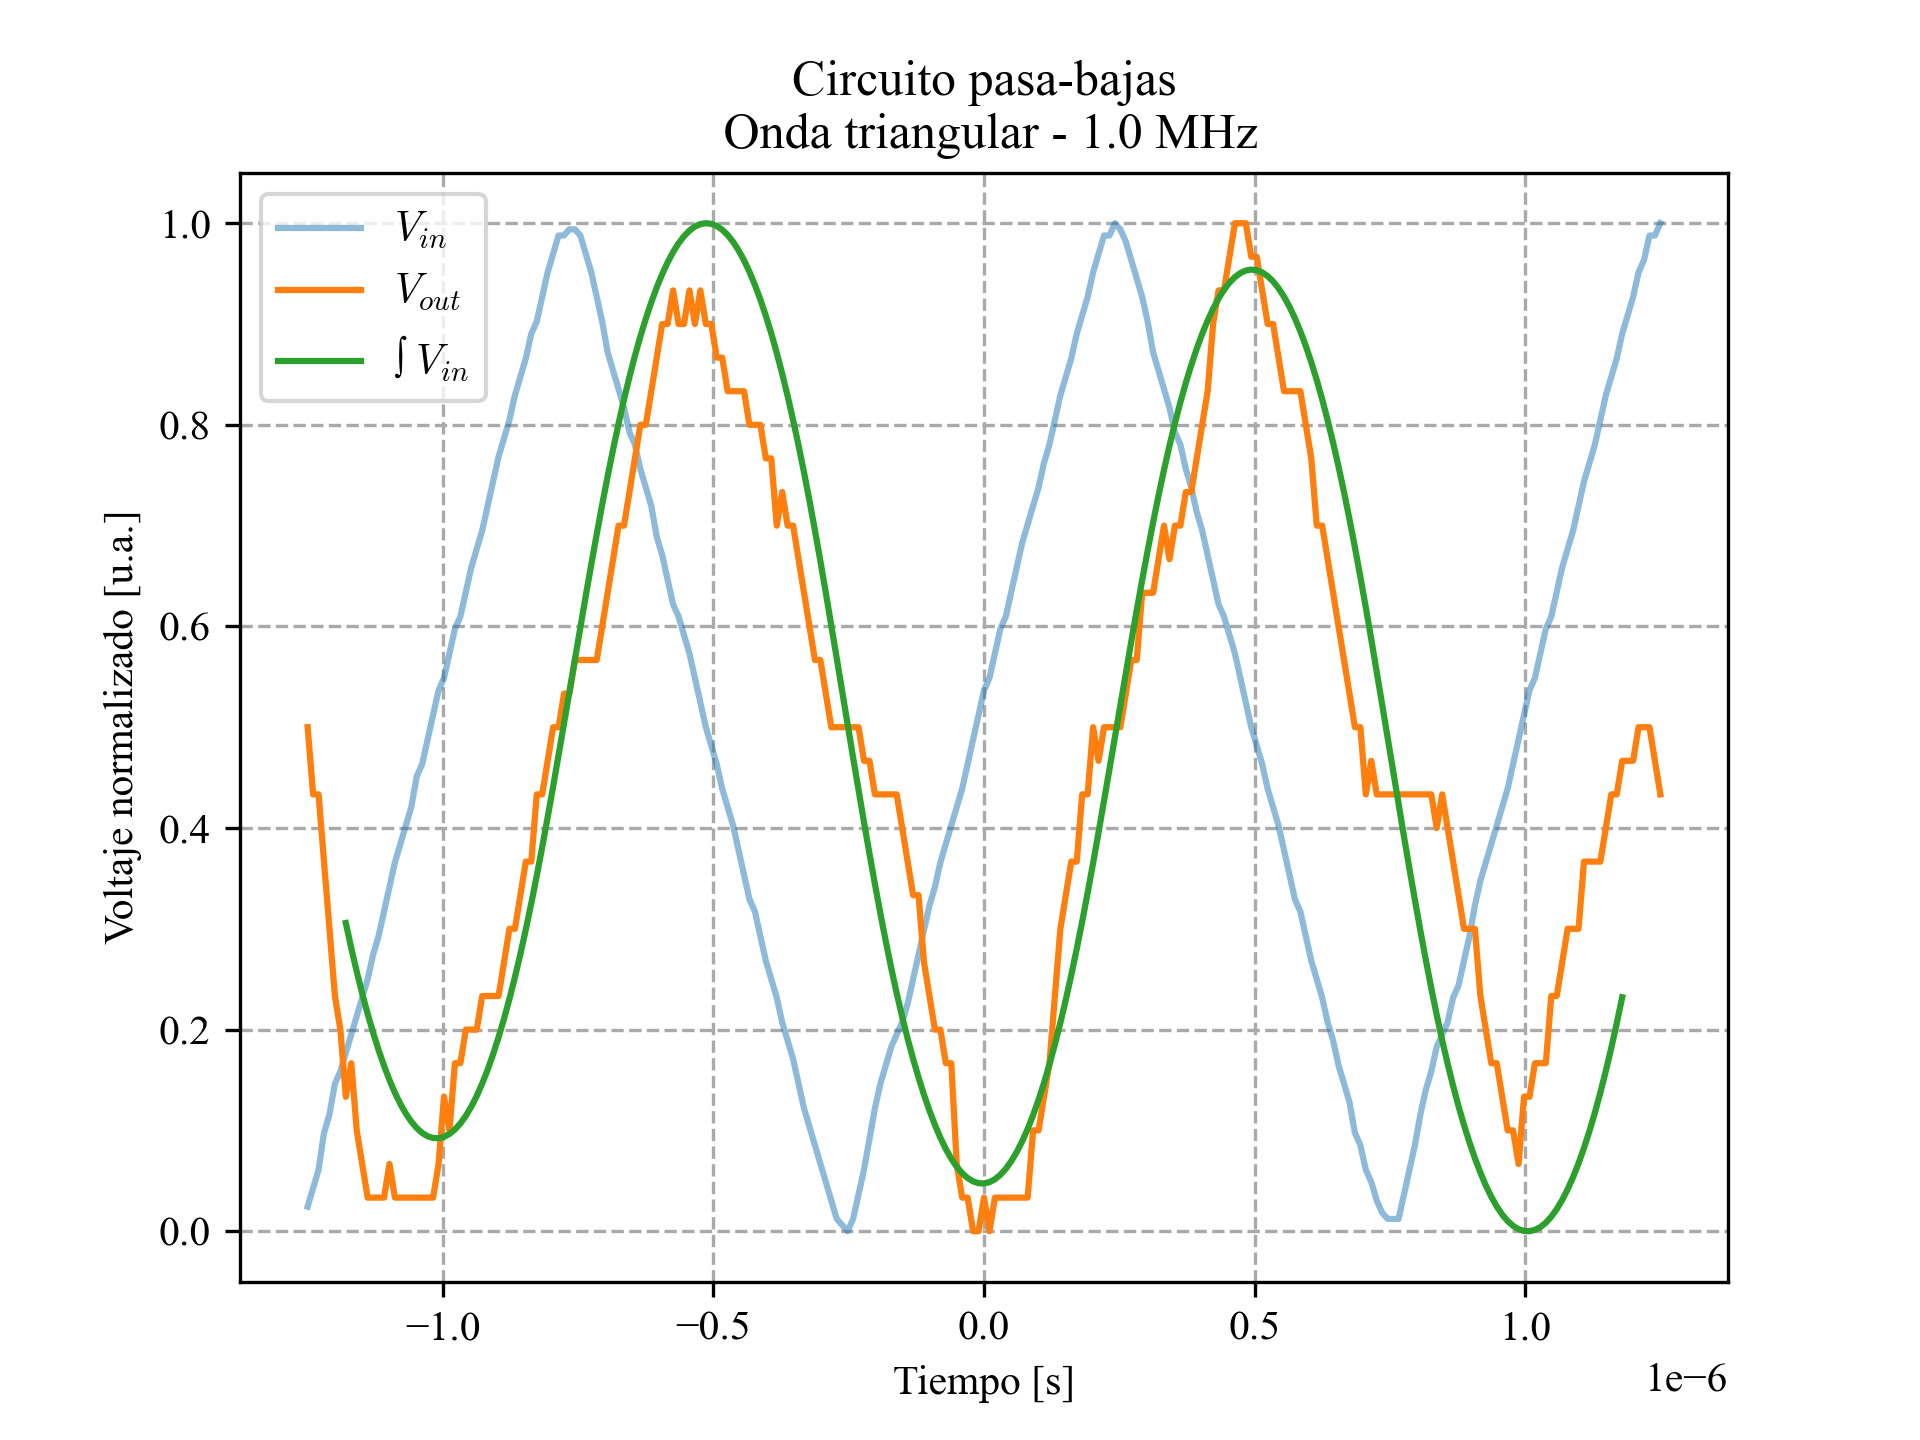 Circuito pasa-bajas
Onda triangular - 1.0 MHz
V_in
V_out
∫ V_in
1.0
0.8
0.6
0.4
0.2
0.0
Voltaje normalizado [u.a.]
−1.0
−0.5
0.0
0.5
1.0
Tiempo [s]
1e−6